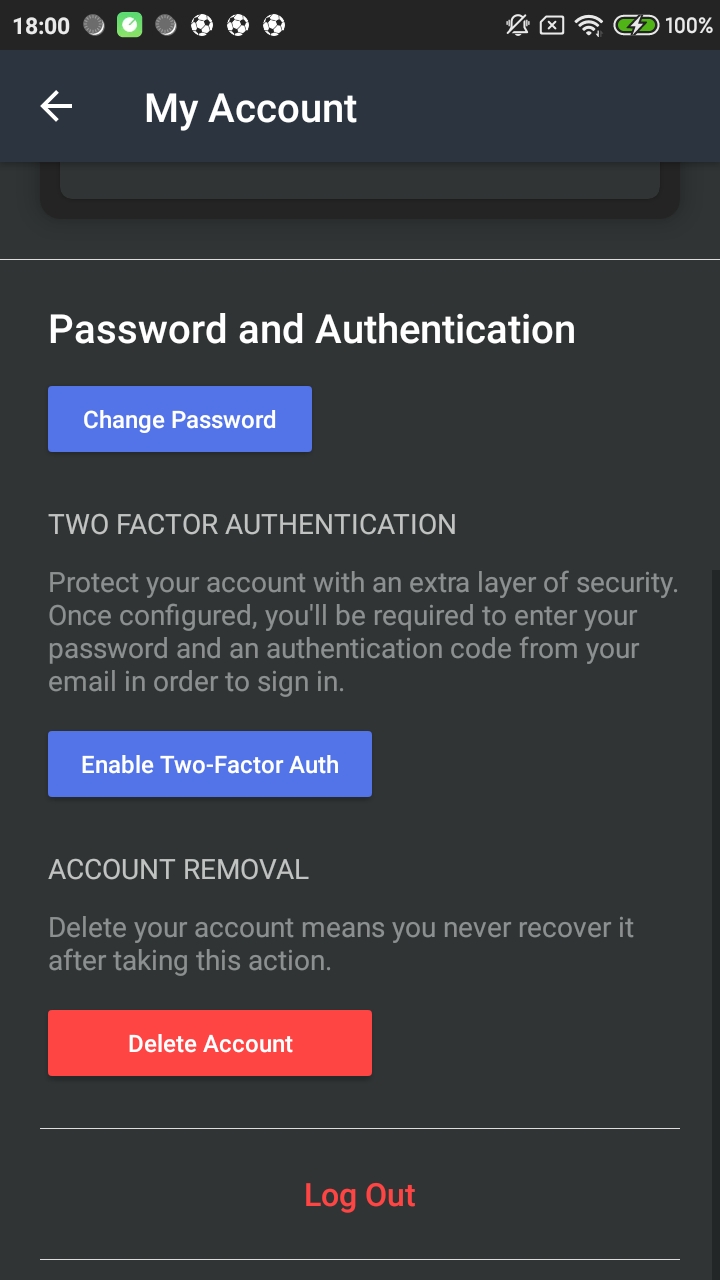 18:00
100%
My Account
Password and Authentication
Change Password
TWO FACTOR AUTHENTICATION
Protect your account with an extra layer of security.
Once configured, you'll be required to enter your
password and an authentication code from your
email in order to sign in.
Enable Two-Factor Auth
ACCOUNT REMOVAL
Delete your account means you never recover it
after taking this action.
Delete Account
Log Out